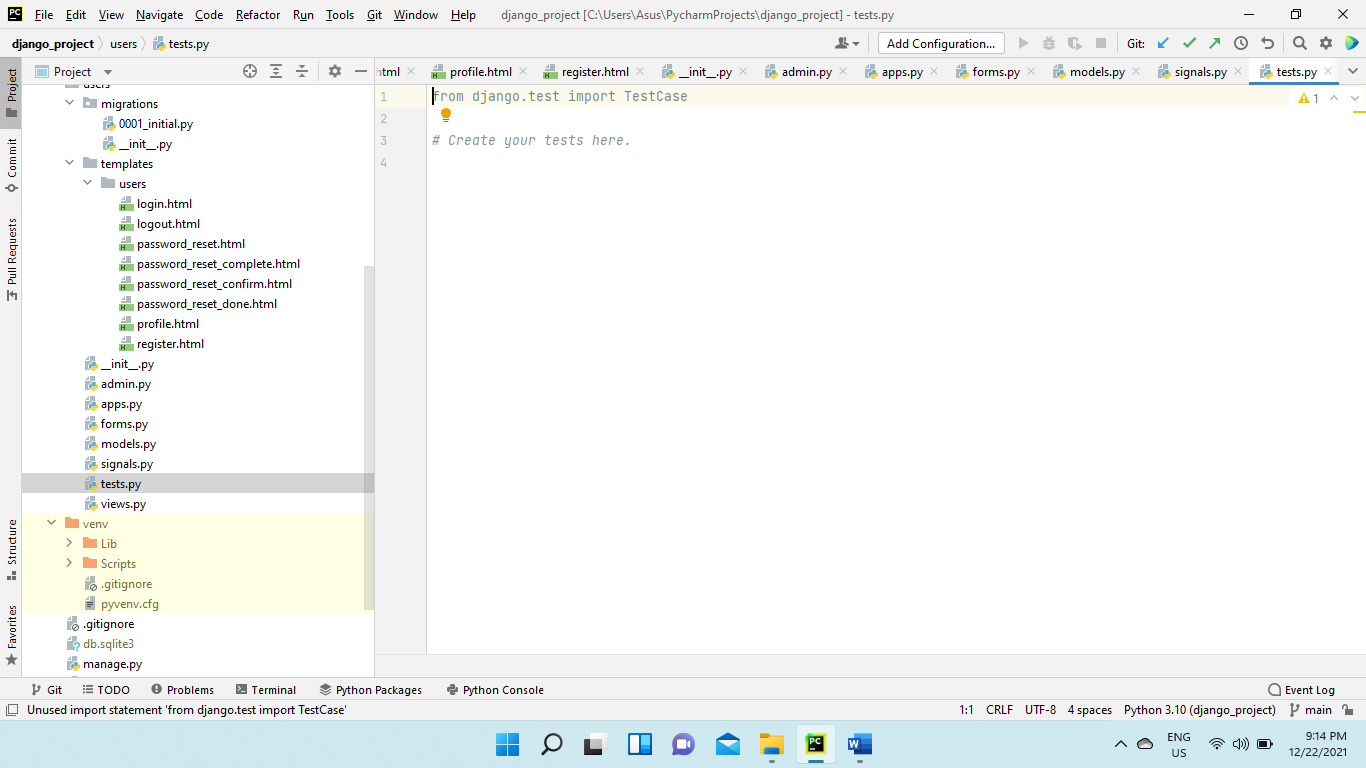 PC File Edit View Navigate Code Refactor Run Tools Git Window Help django_project [C:\Users\Asus\PycharmProjects\django_project] - tests.py
django_project users tests.py Add Configuration... Git:
Project html profile.html register.html __init__.py admin.py apps.py forms.py models.py signals.py tests.py
Project
Commit
Pull Requests
Structure
Favorites
users
migrations
0001_initial.py
__init__.py
templates
users
login.html
logout.html
password_reset.html
password_reset_complete.html
password_reset_confirm.html
password_reset_done.html
profile.html
register.html
__init__.py
admin.py
apps.py
forms.py
models.py
signals.py
tests.py
views.py
venv
Lib
Scripts
.gitignore
pyvenv.cfg
.gitignore
db.sqlite3
manage.py
1 from django.test import TestCase
2
3 # Create your tests here.
4
1
Git TODO Problems Terminal Python Packages Python Console Event Log
Unused import statement 'from django.test import TestCase' 1:1 CRLF UTF-8 4 spaces Python 3.10 (django_project) main
PC W ENG 9:14 PM
US 12/22/2021